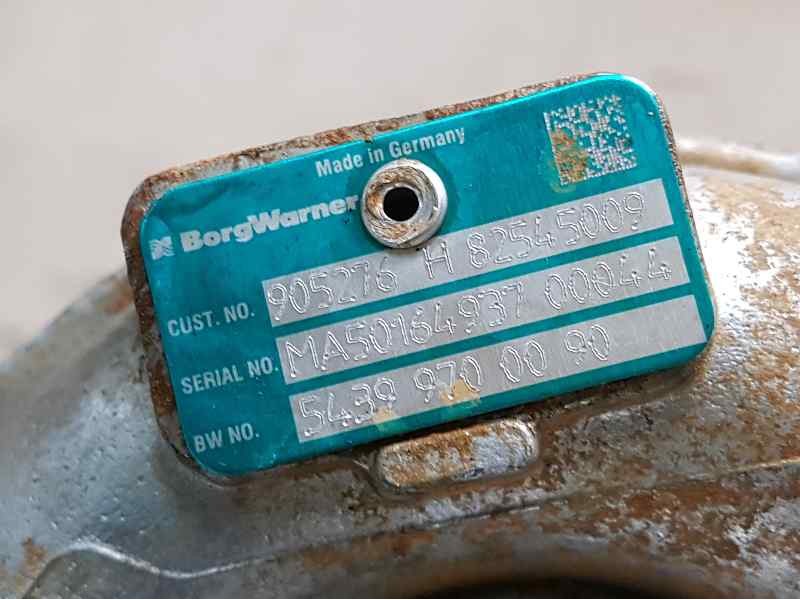 Made in Germany
BorgWarner
CUST. NO. 905276 H 82545009
SERIAL NO. MA50164937 00044
BW NO. 5439 970 00 90